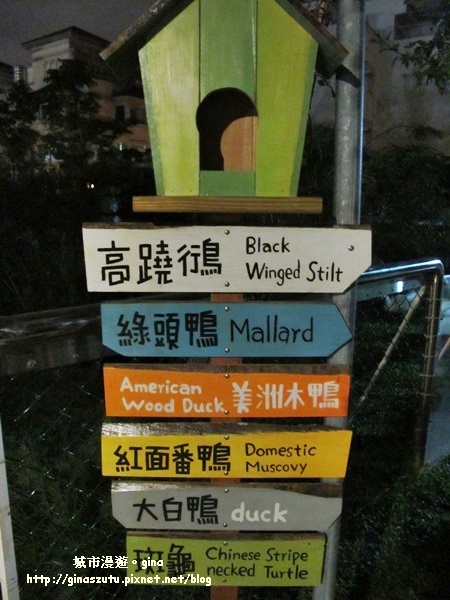 高蹺行鳥 Black
Winged Stilt
綠頭鴨 Mallard
American
Wood Duck 美洲木鴨
紅面番鴨 Domestic
Muscovy
大白鴨 duck
斑龜 Chinese Stripe
necked Turtle
城市漫遊。gina
http://ginaszutu.pixnet.net/blog